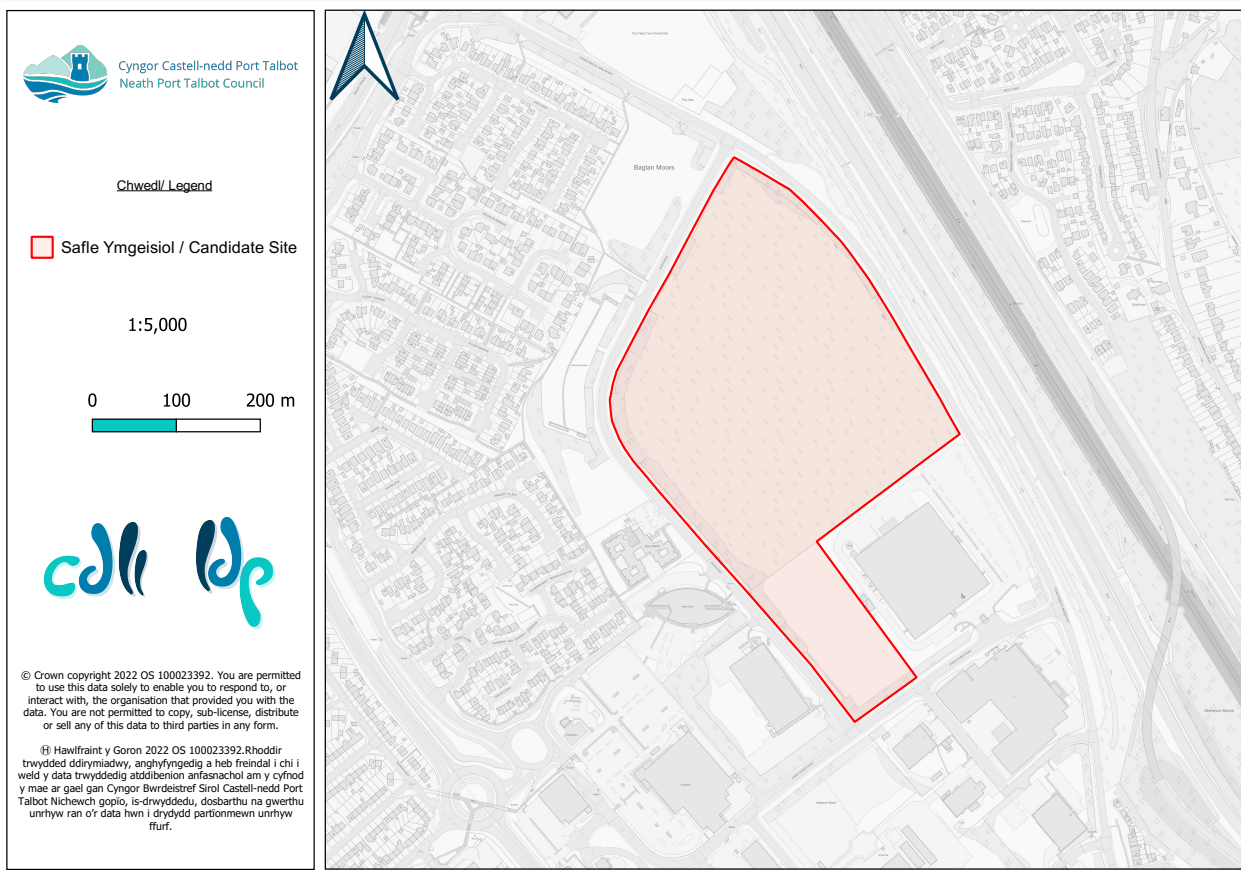 Cyngor Castell-nedd Port Talbot
Neath Port Talbot Council
Chwedl/ Legend
Safle Ymgeisiol / Candidate Site
1:5,000
0 100 200 m
cdll ldp
© Crown copyright 2022 OS 100023392. You are permitted
to use this data solely to enable you to respond to, or
interact with, the organisation that provided you with the
data. You are not permitted to copy, sub-license, distribute
or sell any of this data to third parties in any form.
Ⓗ Hawlfraint y Goron 2022 OS 100023392.Rhoddir
trwydded ddirymiadwy, anghyfyngedig a heb freindal i chi i
weld y data trwyddedig atddibenion anfasnachol am y cyfnod
y mae ar gael gan Cyngor Bwrdeistref Sirol Castell-nedd Port
Talbot Nichewch gopïo, is-drwyddedu, dosbarthu na gwerthu
unrhyw ran o'r data hwn i drydydd partïonmewn unrhyw
ffurf.
Baglan Moors
4